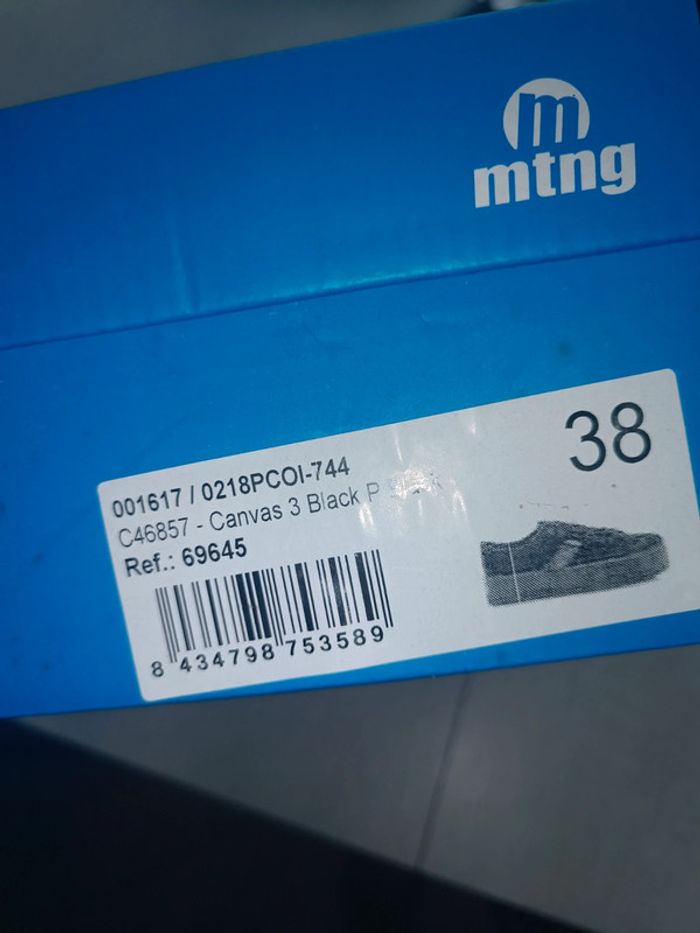 m
mtng
38
001617 / 0218PCOI-744
C46857 - Canvas 3 Black P
Ref.: 69645
8 434798 753589